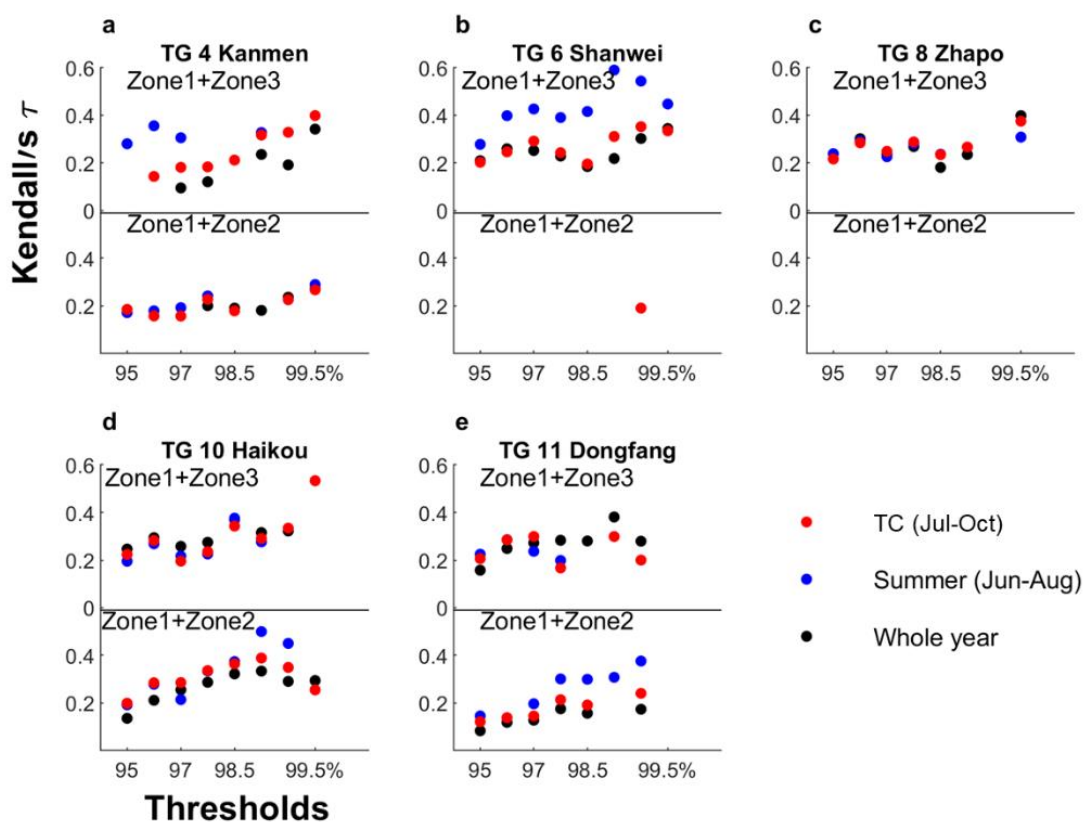 a
TG 4 Kanmen
Zone1+Zone3
0.6
0.4
0.2
0
Zone1+Zone2
0.4
0.2
95 97 98.5 99.5%
b
TG 6 Shanwei
Zone1+Zone3
0.6
0.4
0.2
0
Zone1+Zone2
0.4
0.2
95 97 98.5 99.5%
c
TG 8 Zhapo
Zone1+Zone3
0.6
0.4
0.2
0
Zone1+Zone2
0.4
0.2
95 97 98.5 99.5%
Kendall/s τ
d
TG 10 Haikou
Zone1+Zone3
0.6
0.4
0.2
0
Zone1+Zone2
0.4
0.2
95 97 98.5 99.5%
e
TG 11 Dongfang
Zone1+Zone3
0.6
0.4
0.2
0
Zone1+Zone2
0.4
0.2
95 97 98.5 99.5%
TC (Jul-Oct)
Summer (Jun-Aug)
Whole year
Thresholds